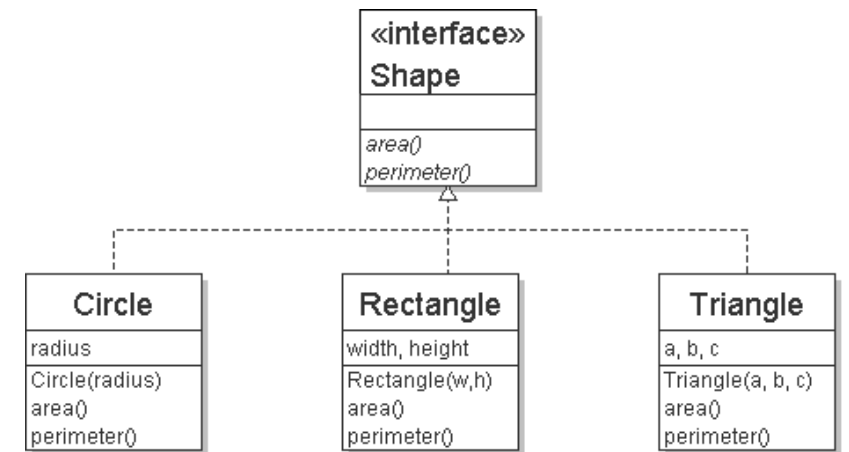 «interface»
Shape
area()
perimeter()
Circle
radius
Circle(radius)
area()
perimeter()
Rectangle
width, height
Rectangle(w,h)
area()
perimeter()
Triangle
a, b, c
Triangle(a, b, c)
area()
perimeter()